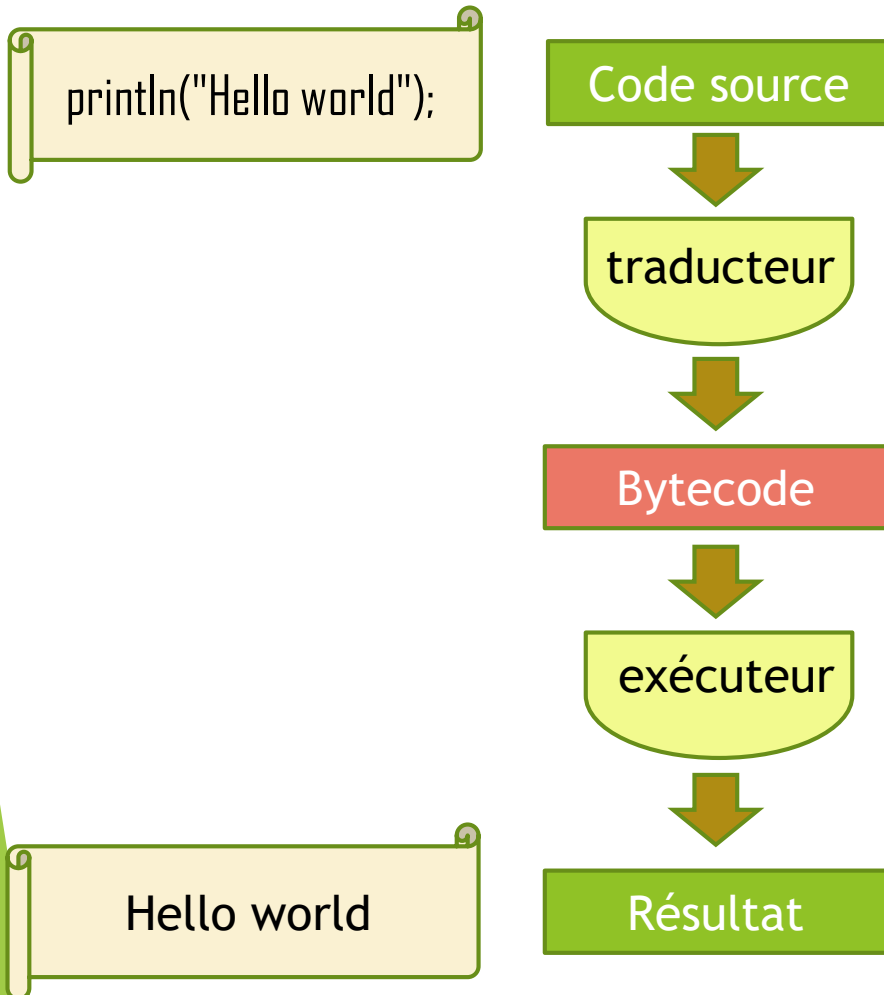 println("Hello world");
Code source
traducteur
Bytecode
exécuteur
Hello world
Résultat